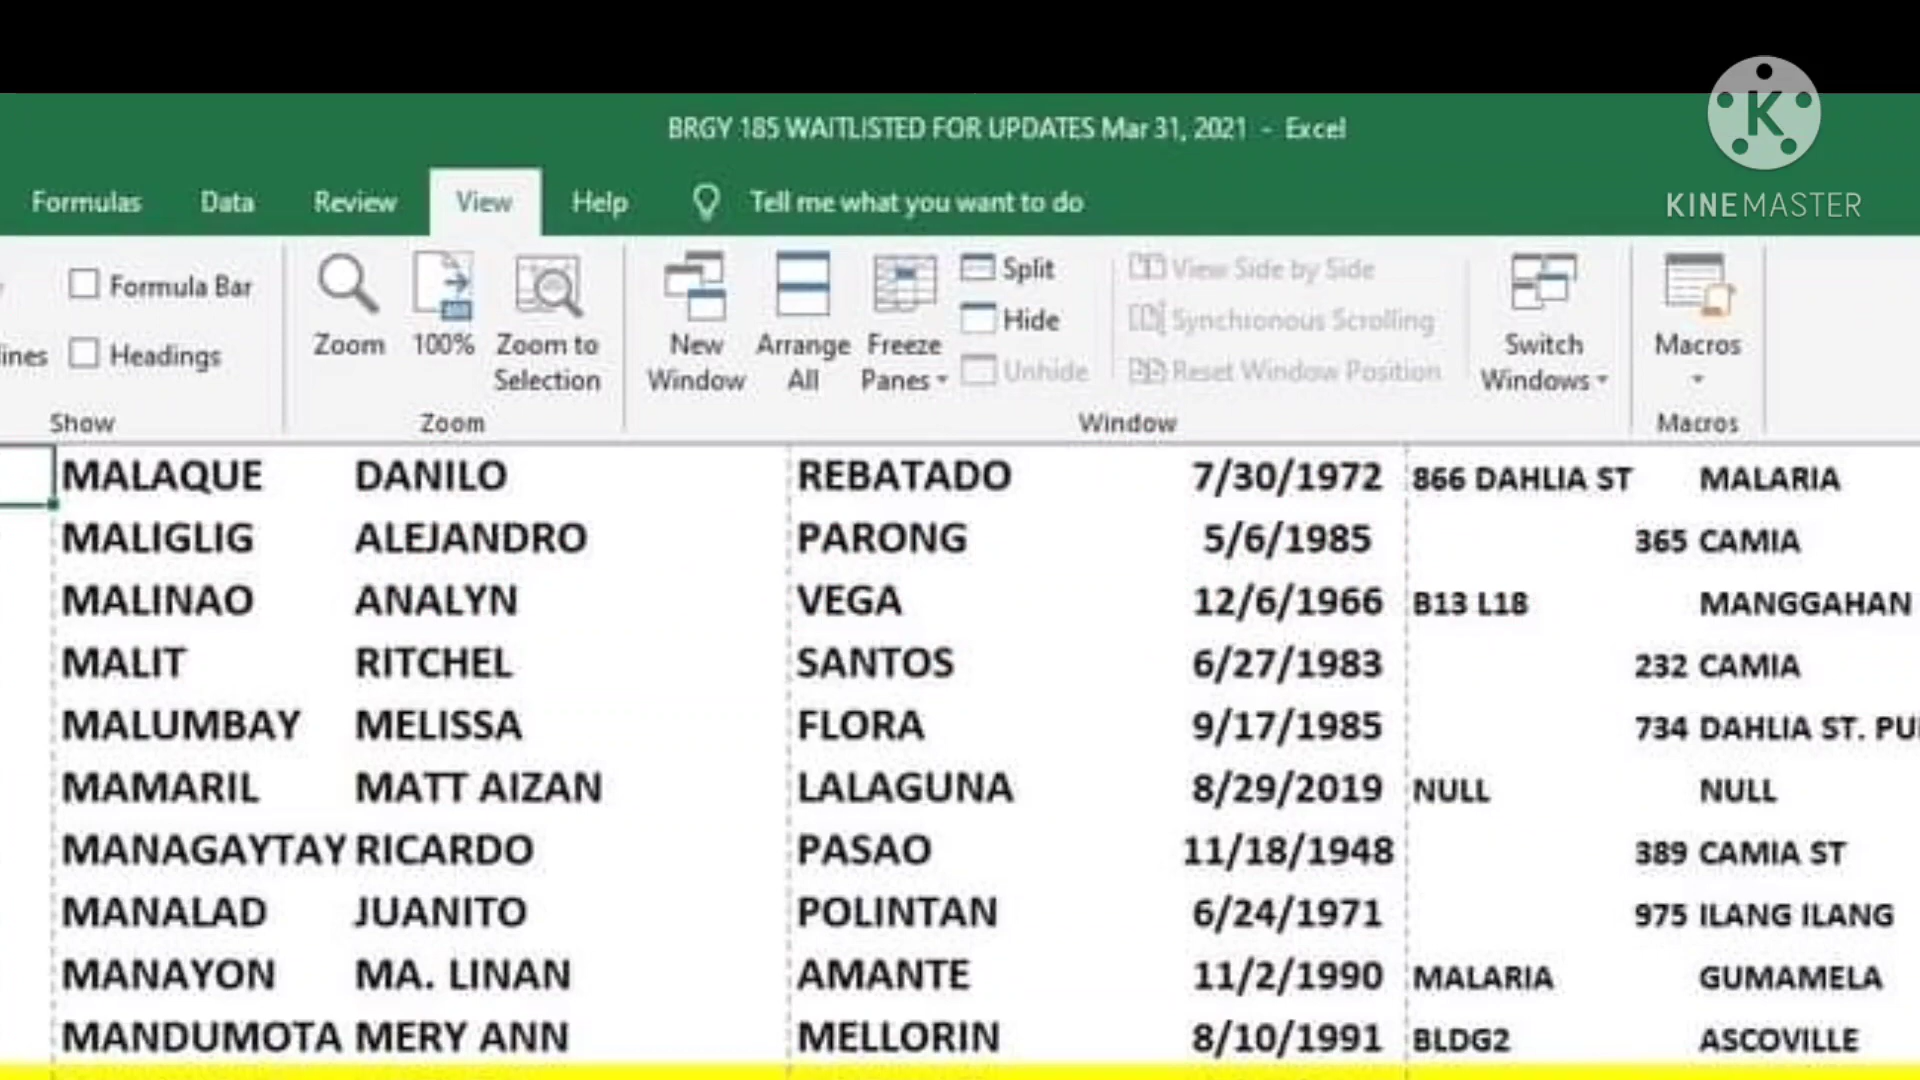 BRGY 185 WAITLISTED FOR UPDATES Mar 31, 2021 - Excel
KINEMASTER
Formulas Data Review View Help Tell me what you want to do
Formula Bar
Headings
Show
Zoom
100%
Zoom to Selection
Zoom
New Window
Arrange All
Freeze Panes
Split
Hide
Unhide
View Side by Side
Synchronous Scrolling
Reset Window Position
Switch Windows
Window
Macros
Macros
MALAQUE DANILO REBATADO 7/30/1972 866 DAHLIA ST MALARIA
MALIGLIG ALEJANDRO PARONG 5/6/1985 365 CAMIA
MALINAO ANALYN VEGA 12/6/1966 B13 L18 MANGGAHAN
MALIT RITCHEL SANTOS 6/27/1983 232 CAMIA
MALUMBAY MELISSA FLORA 9/17/1985 734 DAHLIA ST.
MAMARIL MATT AIZAN LALAGUNA 8/29/2019 NULL NULL
MANAGAYTAY RICARDO PASAO 11/18/1948 389 CAMIA ST
MANALAD JUANITO POLINTAN 6/24/1971 975 ILANG ILANG
MANAYON MA. LINAN AMANTE 11/2/1990 MALARIA GUMAMELA
MANDUMOTA MERY ANN MELLORIN 8/10/1991 BLDG2 ASCOVILLE